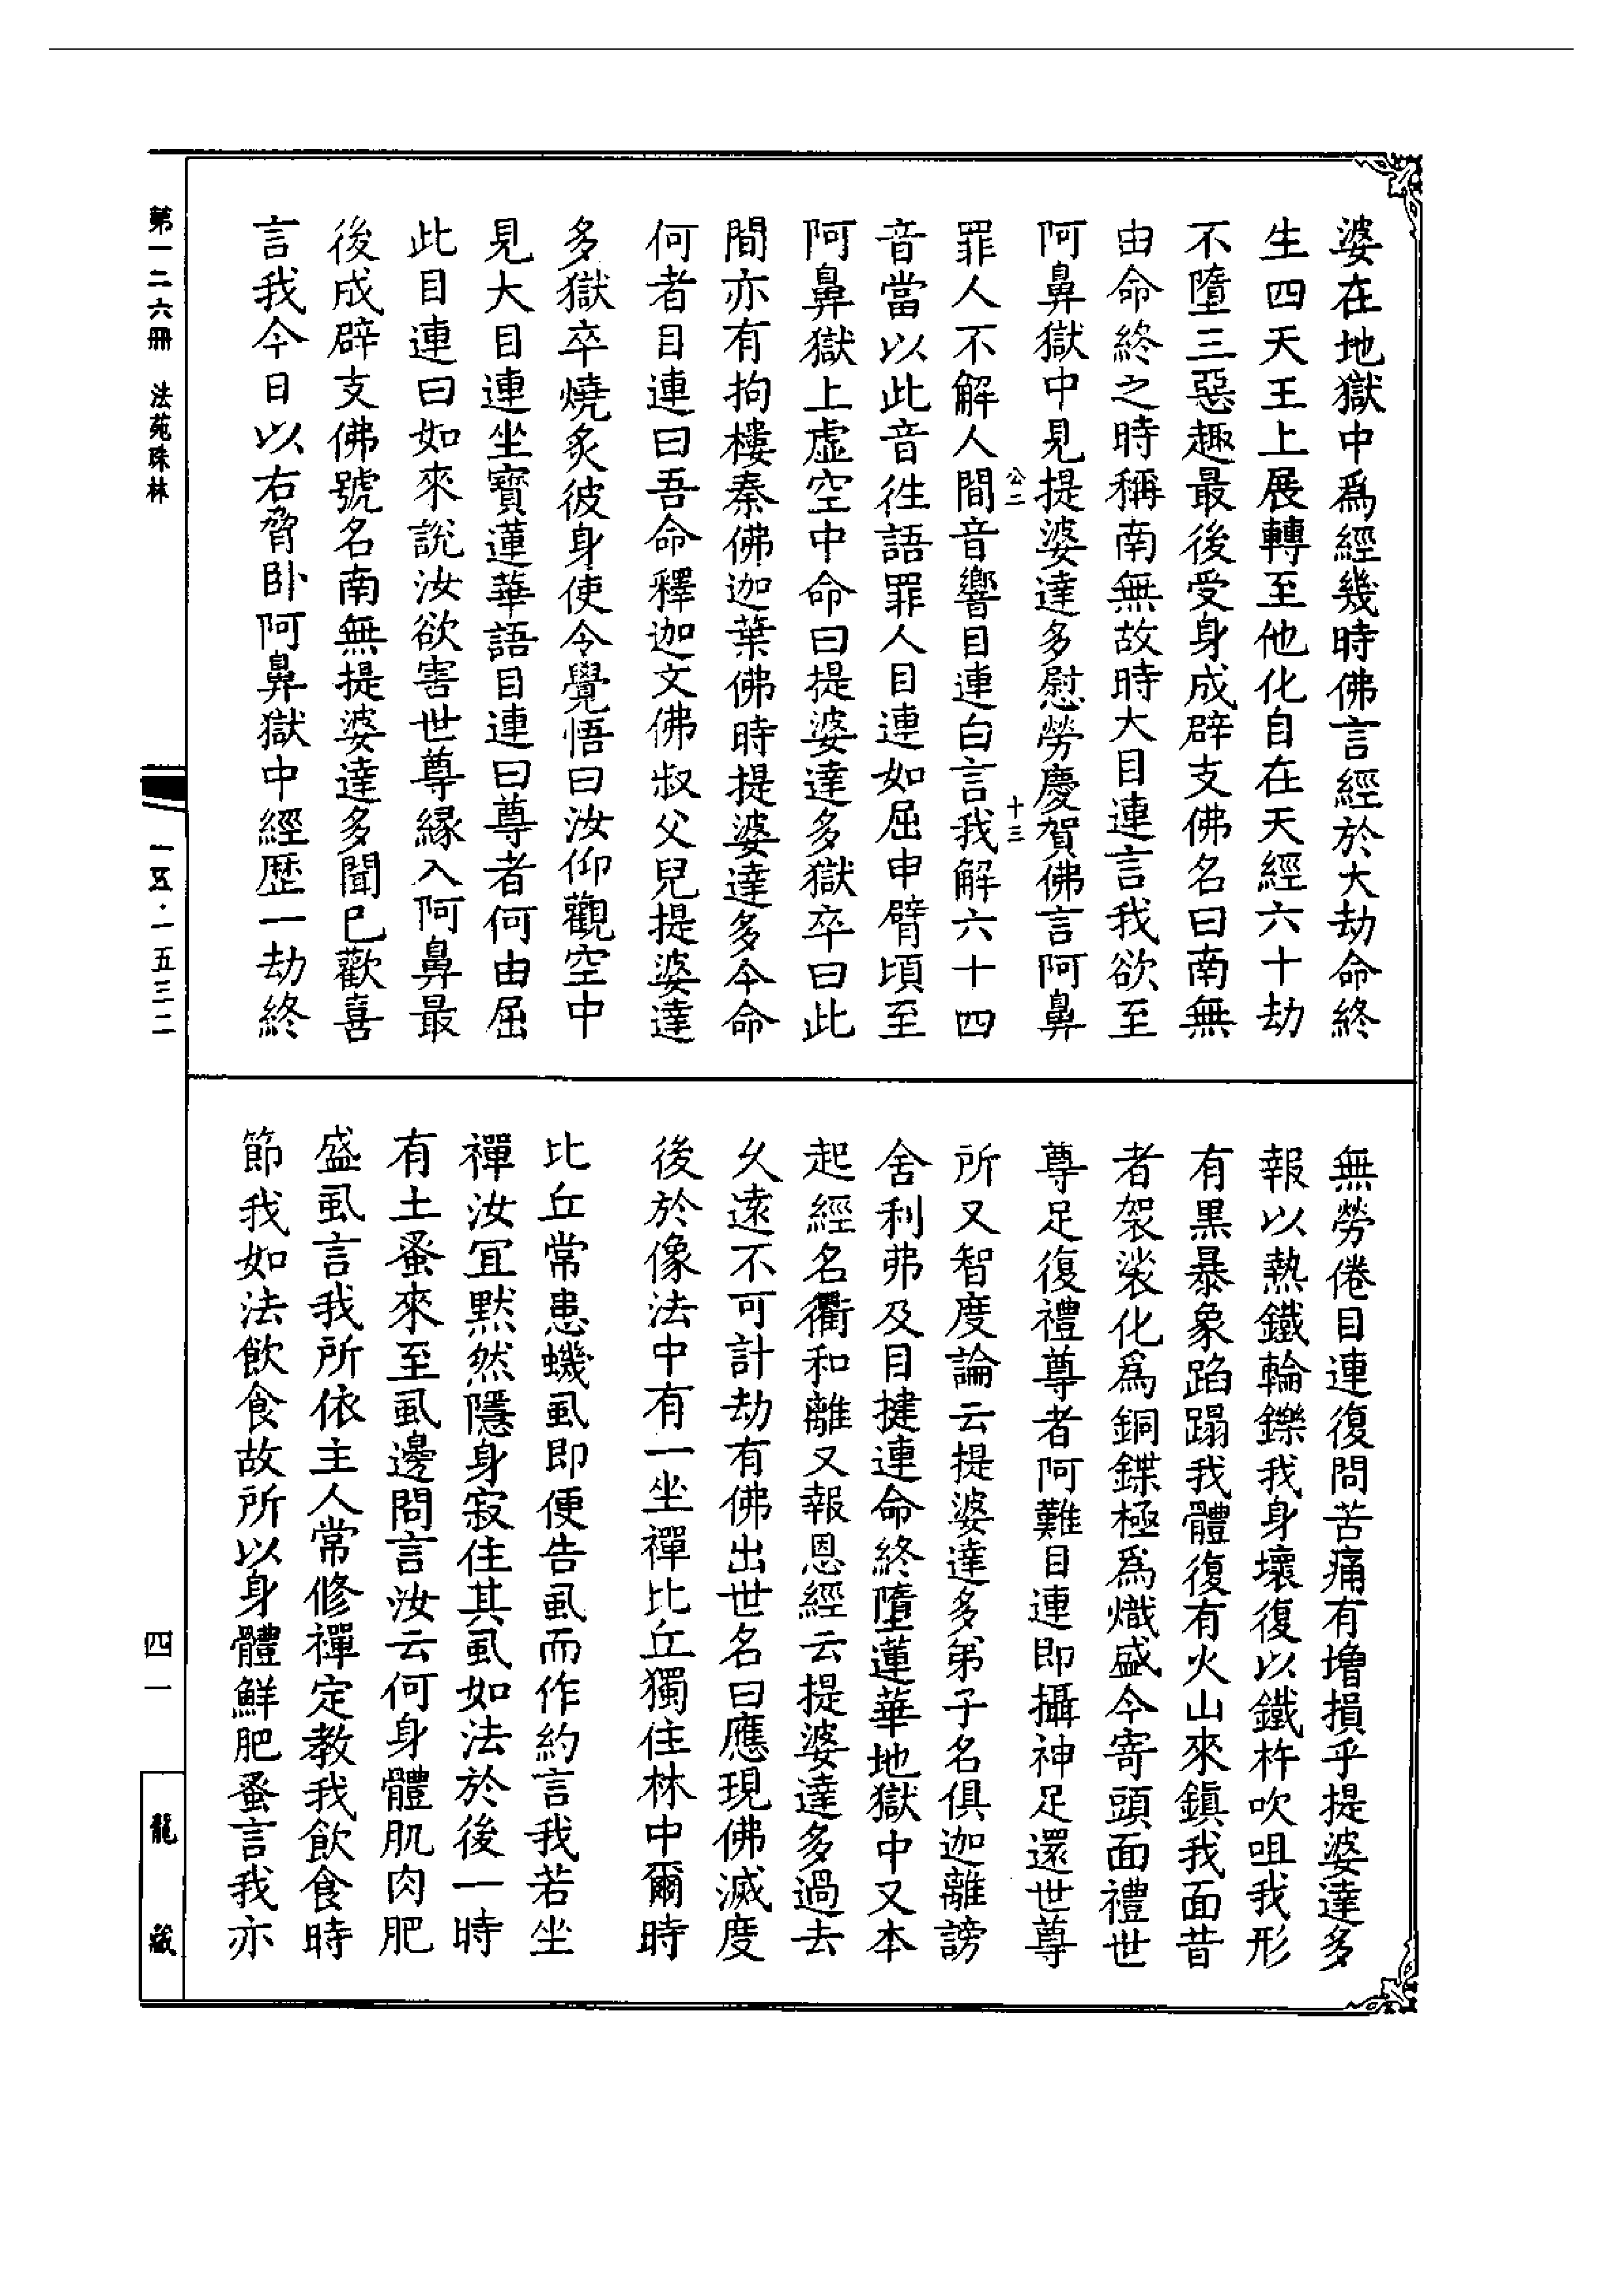 婆在地獄中爲經幾時佛言經於大劫命終
生四天王上展轉至他化自在天經六十劫
不墮三惡趣最後受身成辟支佛名曰南無
由命終之時稱南無故時大目連言我欲至
阿鼻獄中見提婆達多慰勞慶賀佛言阿鼻
公二
十三
罪人不解人間音響目連白言我解六十四
音當以此音徃語罪人目連如屈申臂頃至
阿鼻獄上虛空中命曰提婆達多獄卒曰此
間亦有拘樓秦佛迦葉佛時提婆達多今命
何者目連曰吾命釋迦文佛叔父兒提婆達
多獄卒燒炙彼身使令覺悟曰汝仰觀空中
見大目連坐寶蓮華語目連曰尊者何由屈
此目連曰如來說汝欲害世尊緣入阿鼻最
後成辟支佛號名南無提婆達多聞已歡喜
言我今日以右脅臥阿鼻獄中經歷一劫終
無勞倦目連復問苦痛有增損乎提婆達多
報以熱鐵輪鑠我身壞復以鐵杵吹咀我形
有黑暴象蹈蹋我體復有火山來鎮我面昔
者袈裟化爲銅鍱極爲熾盛今寄頭面禮世
尊足復禮尊者阿難目連即攝神足還世尊
所又智度論云提婆達多弟子名俱迦離謗
舍利弗及目揵連命終墮蓮華地獄中又本
起經名衢和離又報恩經云提婆達多過去
久遠不可計劫有佛出世名曰應現佛滅度
後於像法中有一坐禪比丘獨住林中爾時
比丘常患蟣虱即便告虱而作約言我若坐
禪汝宜默然隱身寂住其虱如法於後一時
有土蚤來至虱邊問言汝云何身體肌肉肥
盛虱言我所依主人常修禪定教我飲食時
節我如法飲食故所以身體鮮肥蚤言我亦
第一二六冊　法苑珠林
一五·一五三二
四一
龍藏